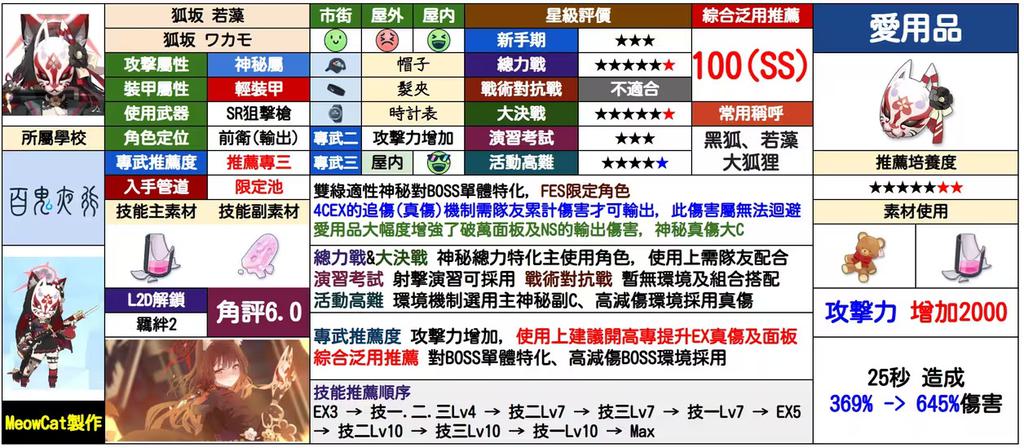 狐坂 若藻
狐坂 ワカモ
攻擊屬性 神秘屬
裝甲屬性 輕裝甲
使用武器 SR狙擊槍
角色定位 前衛(輸出)
專武推薦度 推薦專三
入手管道 限定池
技能主素材 技能副素材
L2D解鎖
羈絆2
角評6.0
所屬學校
百鬼夜行
MeowCat製作
市街 屋外 屋内
帽子
髮夾
時計表
專武二 攻擊力增加
專武三 屋内
星級評價
新手期 ★★★
總力戰 ★★★★★★
戰術對抗戰 不適合
大決戰 ★★★★★★
演習考試 ★★★
活動高難 ★★★★★
綜合泛用推薦
100(SS)
常用稱呼
黑狐、若藻
大狐狸
雙綠適性神秘對BOSS單體特化, FES限定角色
4CEX的追傷(真傷)機制需隊友累計傷害才可輸出, 此傷害屬無法迴避
愛用品大幅度增強了破萬面板及NS的輸出傷害, 神秘真傷大C
總力戰&大決戰 神秘總力特化主使用角色, 使用上需隊友配合
演習考試 射擊演習可採用 戰術對抗戰 暫無環境及組合搭配
活動高難 環境機制選用主神秘副C、高減傷環境採用真傷
專武推薦度 攻擊力增加, 使用上建議開高專提升EX真傷及面板
綜合泛用推薦 對BOSS單體特化、高減傷BOSS環境採用
技能推薦順序
EX3 → 技一.二.三Lv4 → 技二Lv7 → 技三Lv7 → 技一Lv7 → EX5
→ 技二Lv10 → 技三Lv10 → 技一Lv10 → Max
愛用品
推薦培養度
★★★★★★★
素材使用
攻擊力 增加2000
25秒 造成
369% -> 645%傷害